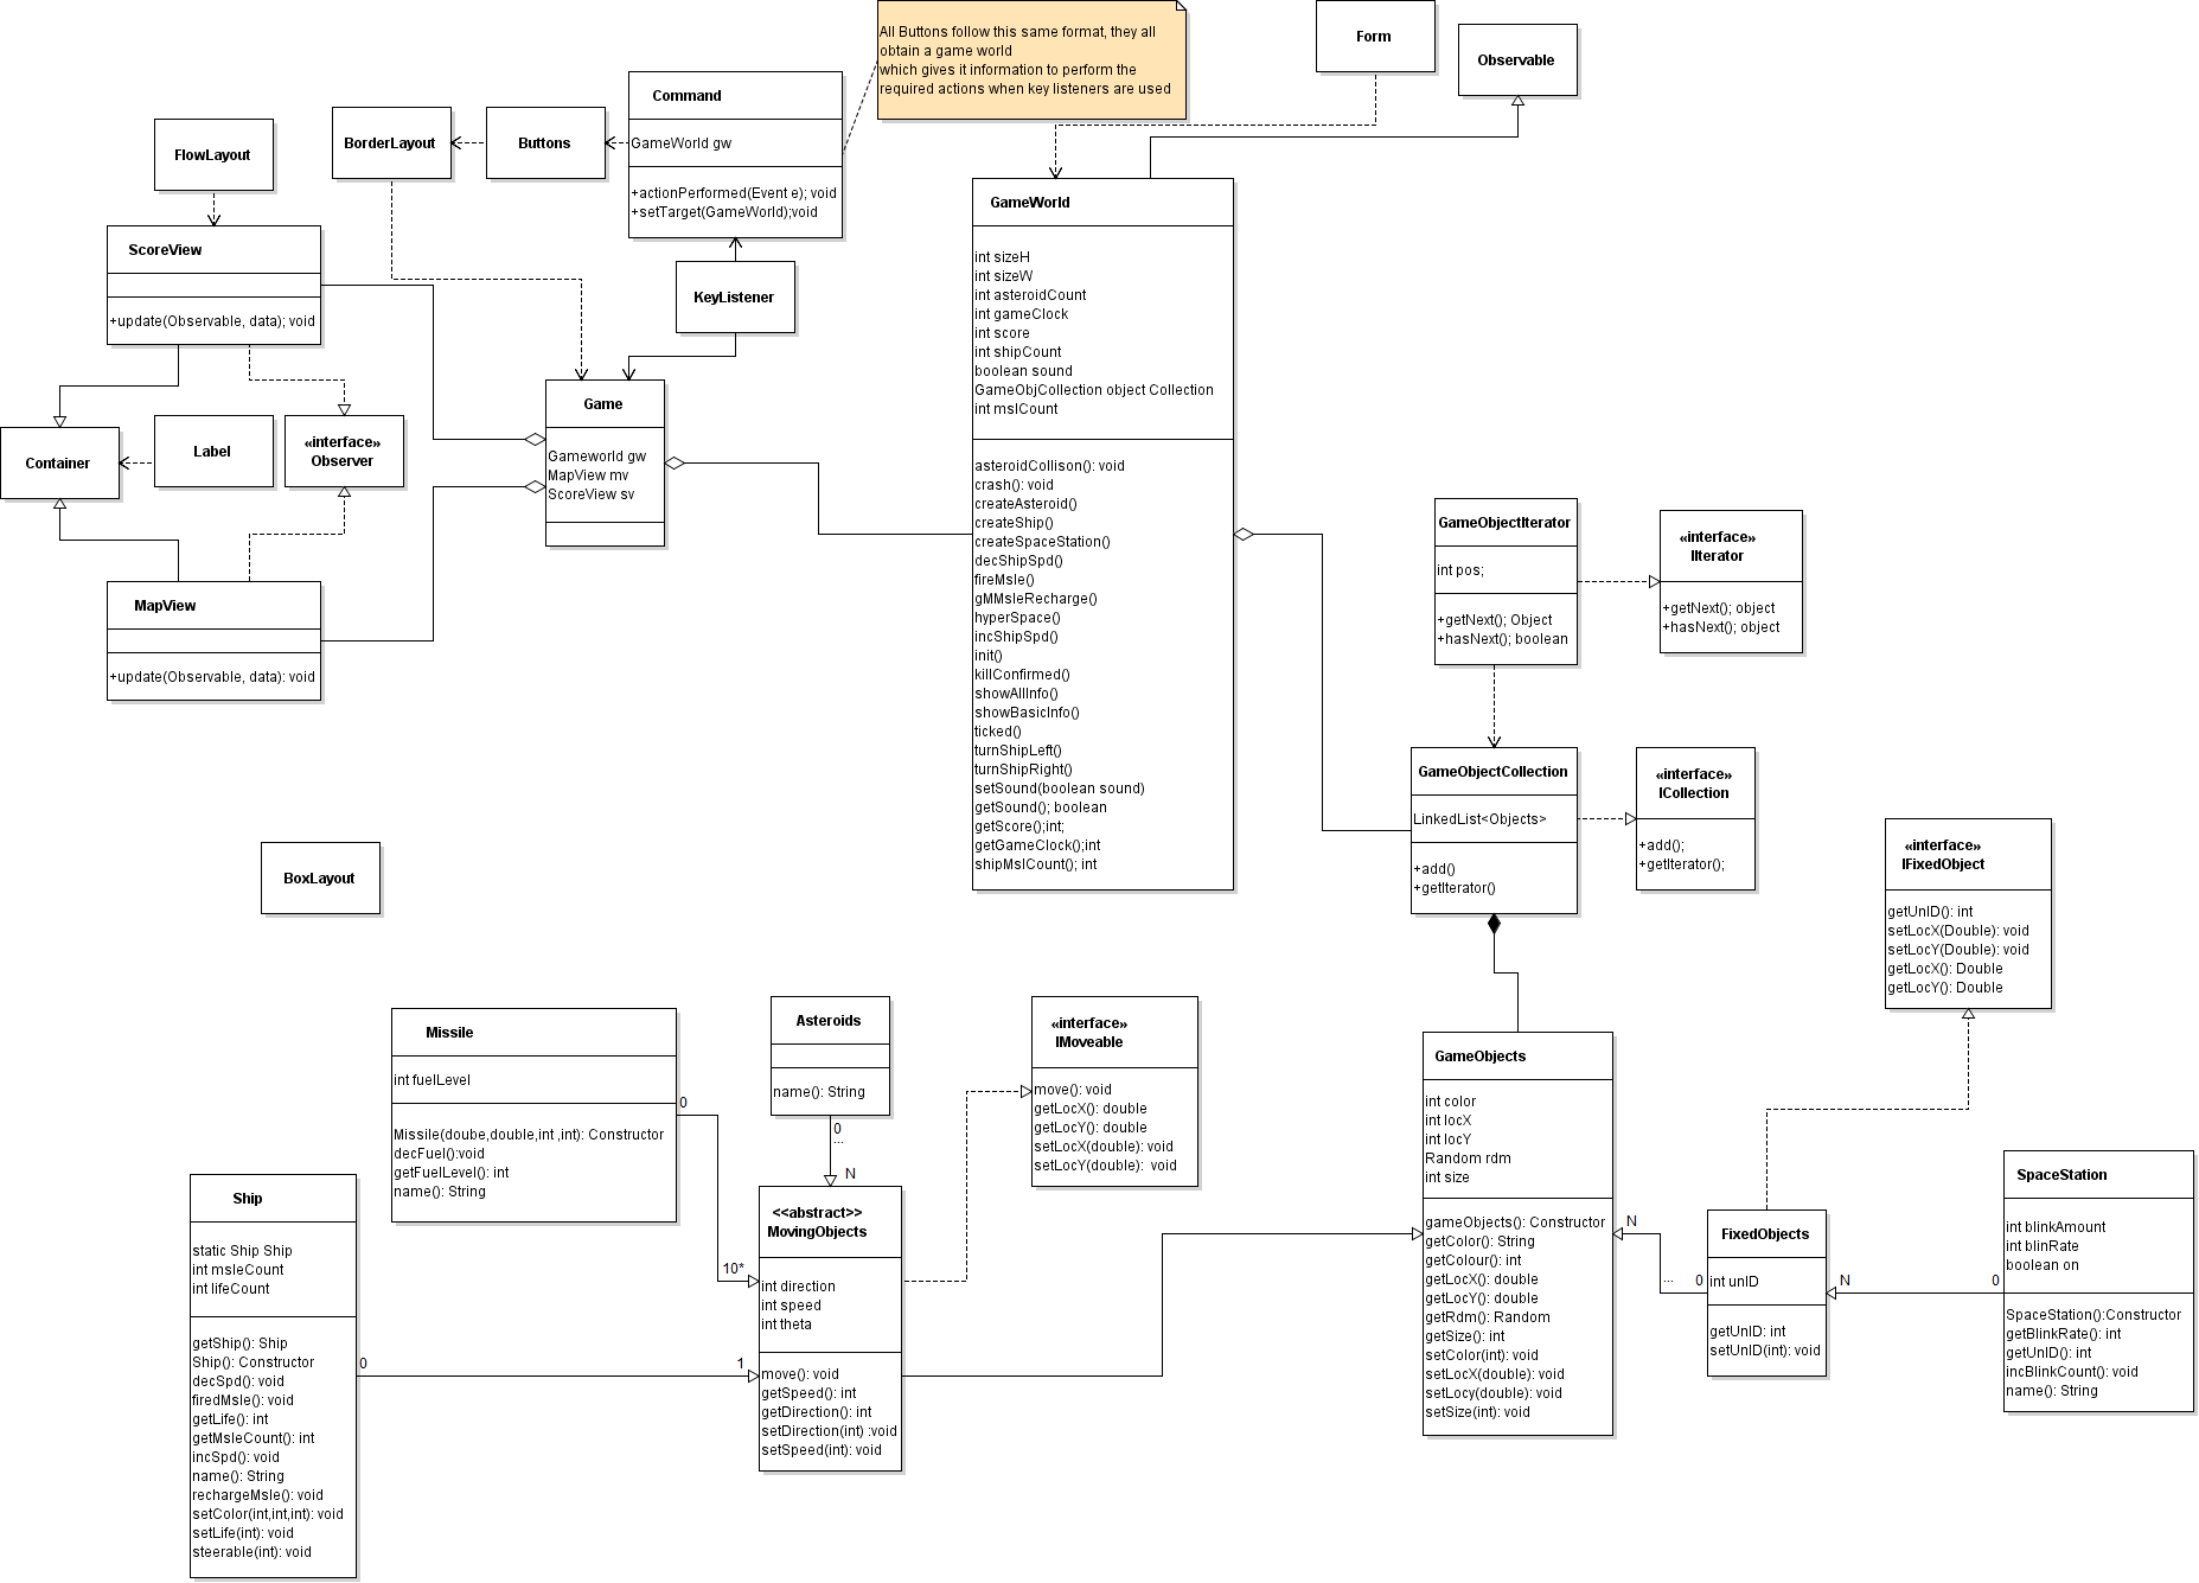 All Buttons follow this same format, they all
obtain a game world
which gives it information to perform the
required actions when key listeners are used
Form
Observable
Command
GameWorld gw
+actionPerformed(Event e); void
+setTarget(GameWorld);void
Buttons
BorderLayout
FlowLayout
ScoreView
+update(Observable, data); void
KeyListener
Game
Gameworld gw
MapView mv
ScoreView sv
Container
Label
«interface»
Observer
MapView
+update(Observable, data): void
BoxLayout
GameWorld
int sizeH
int sizeW
int asteroidCount
int gameClock
int score
int shipCount
boolean sound
GameObjCollection object Collection
int mslCount
asteroidCollison(): void
crash(): void
createAsteroid()
createShip()
createSpaceStation()
decShipSpd()
fireMsle()
gMMsleRecharge()
hyperSpace()
incShipSpd()
init()
killConfirmed()
showAllInfo()
showBasicInfo()
ticked()
turnShipLeft()
turnShipRight()
setSound(boolean sound)
getSound(); boolean
getScore();int;
getGameClock();int
shipMslCount(); int
GameObjectIterator
int pos;
+getNext(); Object
+hasNext(); boolean
«interface»
IIterator
+getNext(); object
+hasNext(); object
GameObjectCollection
LinkedList<Objects>
+add()
+getIterator()
«interface»
ICollection
+add();
+getIterator();
«interface»
IFixedObject
getUnID(): int
setLocX(Double): void
setLocY(Double): void
getLocX(): Double
getLocY(): Double
Missile
int fuelLevel
Missile(doube,double,int ,int): Constructor
decFuel():void
getFuelLevel(): int
name(): String
0
10*
Asteroids
name(): String
0
...
N
«interface»
IMoveable
move(): void
getLocX(): double
getLocY(): double
setLocX(double): void
setLocY(double):  void
Ship
static Ship Ship
int msleCount
int lifeCount
getShip(): Ship
Ship(): Constructor
decSpd(): void
firedMsle(): void
getLife(): int
getMsleCount(): int
incSpd(): void
name(): String
rechargeMsle(): void
setColor(int,int,int): void
setLife(int): void
steerable(int): void
0
1
<<abstract>>
MovingObjects
int direction
int speed
int theta
move(): void
getSpeed(): int
getDirection(): int
setDirection(int) :void
setSpeed(int): void
GameObjects
int color
int locX
int locY
Random rdm
int size
gameObjects(): Constructor
getColor(): String
getColour(): int
getLocX(): double
getLocY(): double
getRdm(): Random
getSize(): int
setColor(int): void
setLocX(double): void
setLocy(double): void
setSize(int): void
N
...
0
FixedObjects
int unID
getUnID: int
setUnID(int): void
N
0
SpaceStation
int blinkAmount
int blinRate
boolean on
SpaceStation():Constructor
getBlinkRate(): int
getUnID(): int
incBlinkCount(): void
name(): String